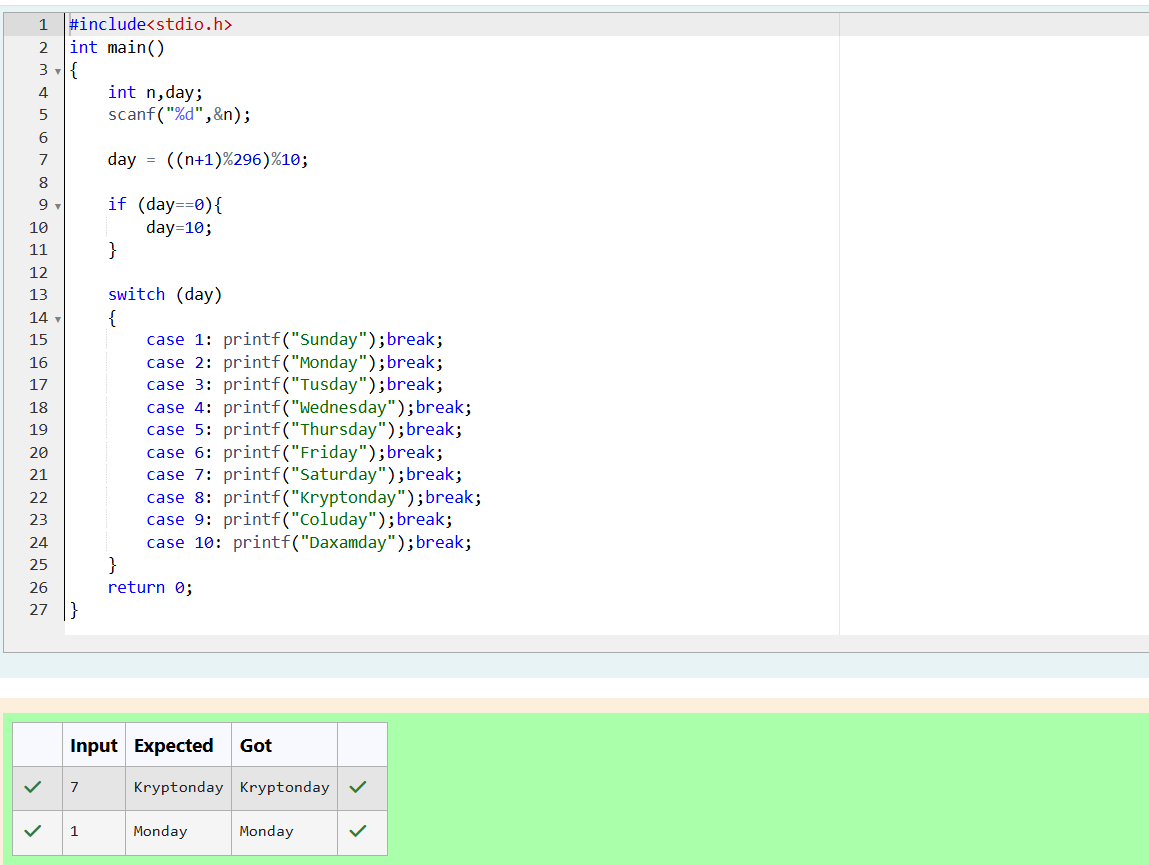 1 #include<stdio.h>
2 int main()
3 {
4     int n,day;
5     scanf("%d",&n);
6
7     day = ((n+1)%296)%10;
8
9     if (day==0){
10         day=10;
11     }
12
13     switch (day)
14     {
15         case 1: printf("Sunday");break;
16         case 2: printf("Monday");break;
17         case 3: printf("Tusday");break;
18         case 4: printf("Wednesday");break;
19         case 5: printf("Thursday");break;
20         case 6: printf("Friday");break;
21         case 7: printf("Saturday");break;
22         case 8: printf("Kryptonday");break;
23         case 9: printf("Coluday");break;
24         case 10: printf("Daxamday");break;
25     }
26     return 0;
27 }
Input Expected Got
7 Kryptonday Kryptonday
1 Monday Monday